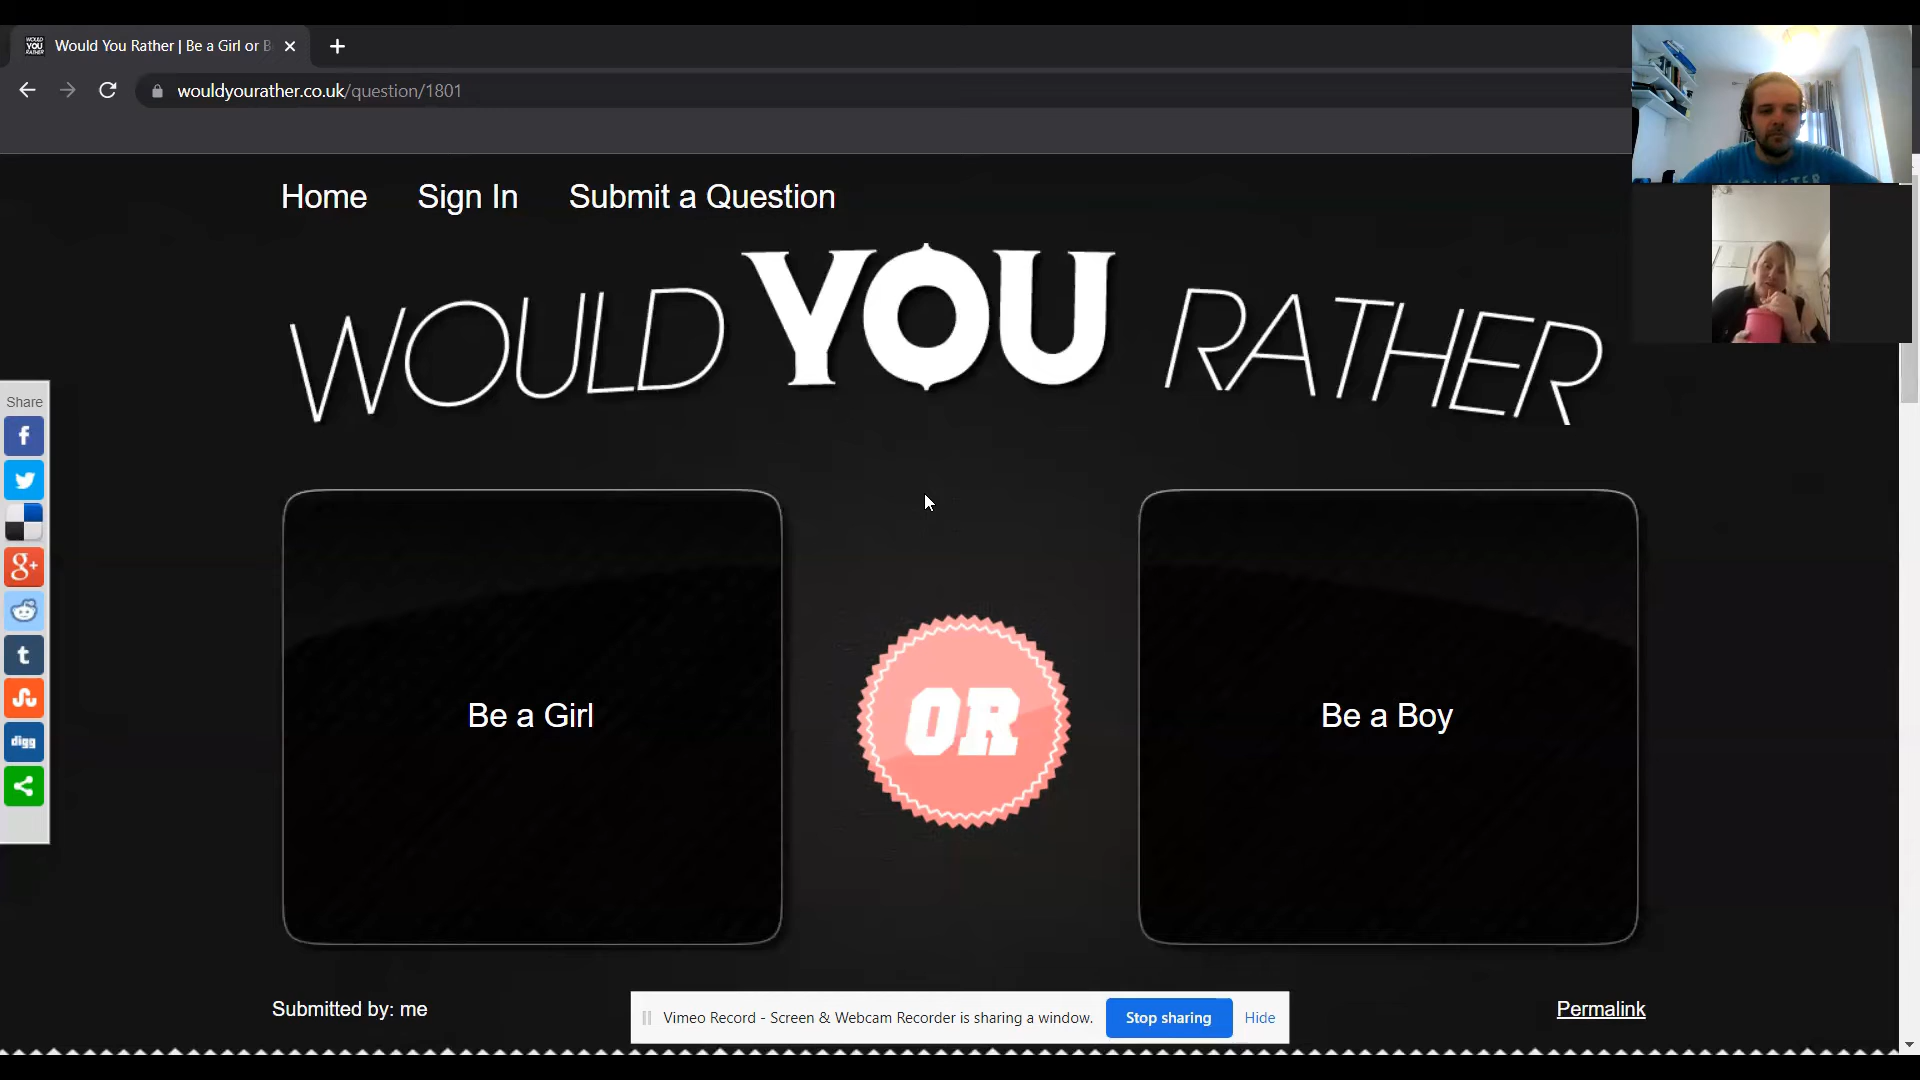 Would You Rather | Be a Girl or B
wouldyourather.co.uk/question/1801
Home Sign In Submit a Question
WOULD YOU RATHER
Share
Be a Girl
OR
Be a Boy
digg
Submitted by: me
Vimeo Record - Screen & Webcam Recorder is sharing a window.
Stop sharing
Hide
Permalink